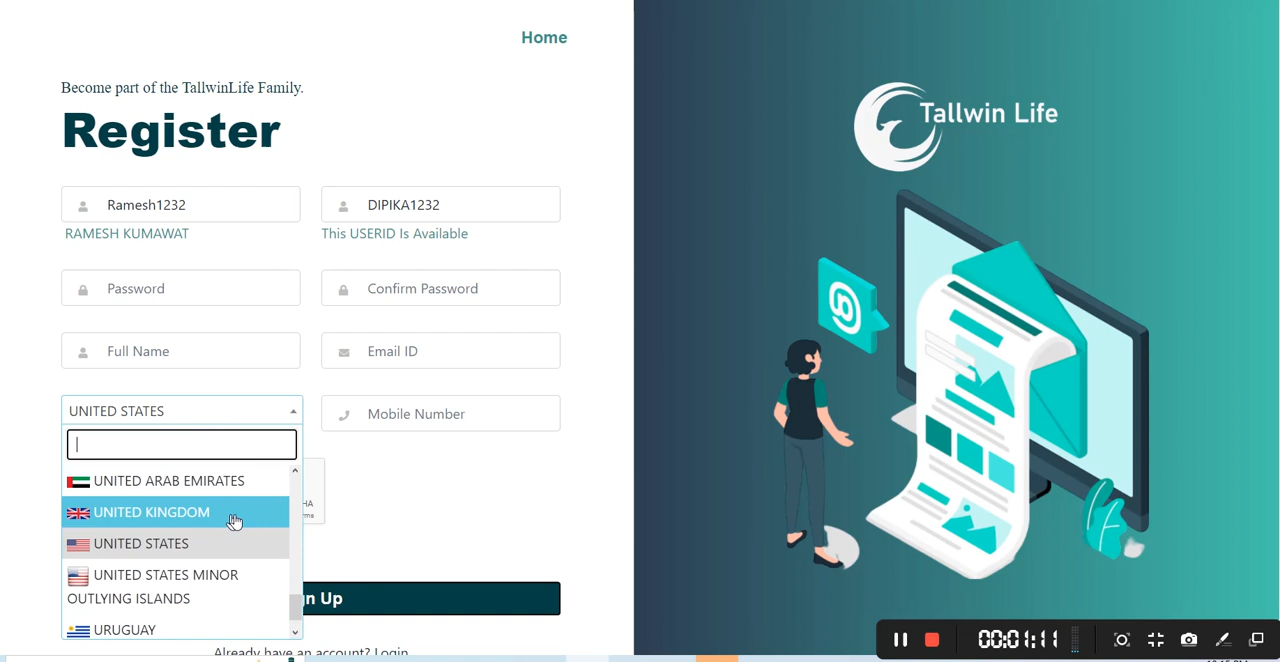 Home
Become part of the TallwinLife Family.
Register
Ramesh1232
DIPIKA1232
RAMESH KUMAWAT
This USERID Is Available
Password
Confirm Password
Full Name
Email ID
UNITED STATES
Mobile Number
UNITED ARAB EMIRATES
UNITED KINGDOM
UNITED STATES
UNITED STATES MINOR
OUTLYING ISLANDS
URUGUAY
Up
Already have an account? Login
Tallwin Life
00:01:11